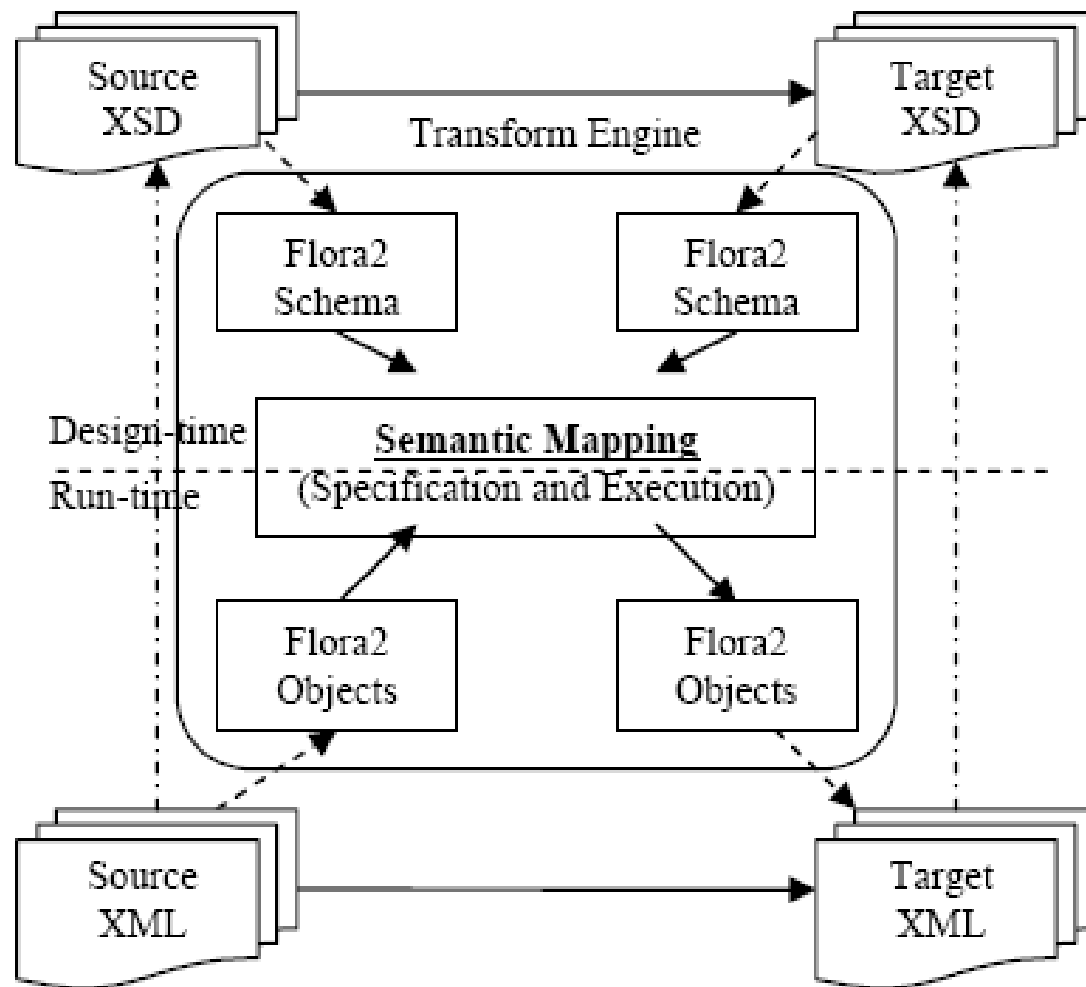 Source
XSD
Target
XSD
Transform Engine
Flora2
Schema
Flora2
Schema
Design-time
Semantic Mapping
Run-time
(Specification and Execution)
Flora2
Objects
Flora2
Objects
Source
XML
Target
XML